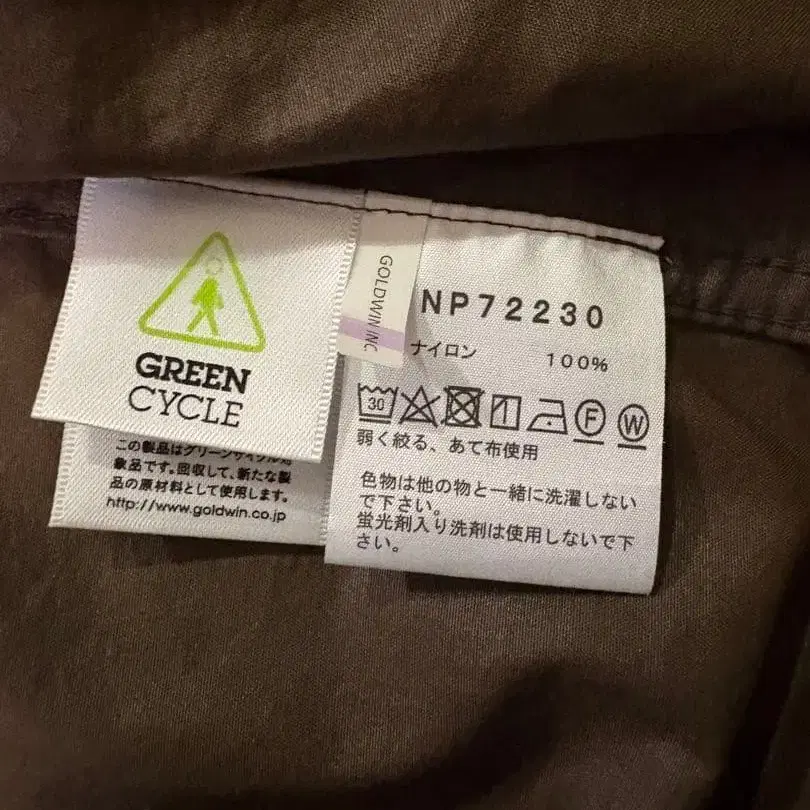 GREEN
CYCLE
この製品はグリーンサイクル対
象品です。回収して、新たな製
品の原材料として使用します。
http://www.goldwin.co.jp
GOLDWIN INC
NP72230
ナイロン 100%
30
F
W
弱く絞る、あて布使用
色物は他の物と一緒に洗濯しない
で下さい。
蛍光剤入り洗剤は使用しないで下
さい。